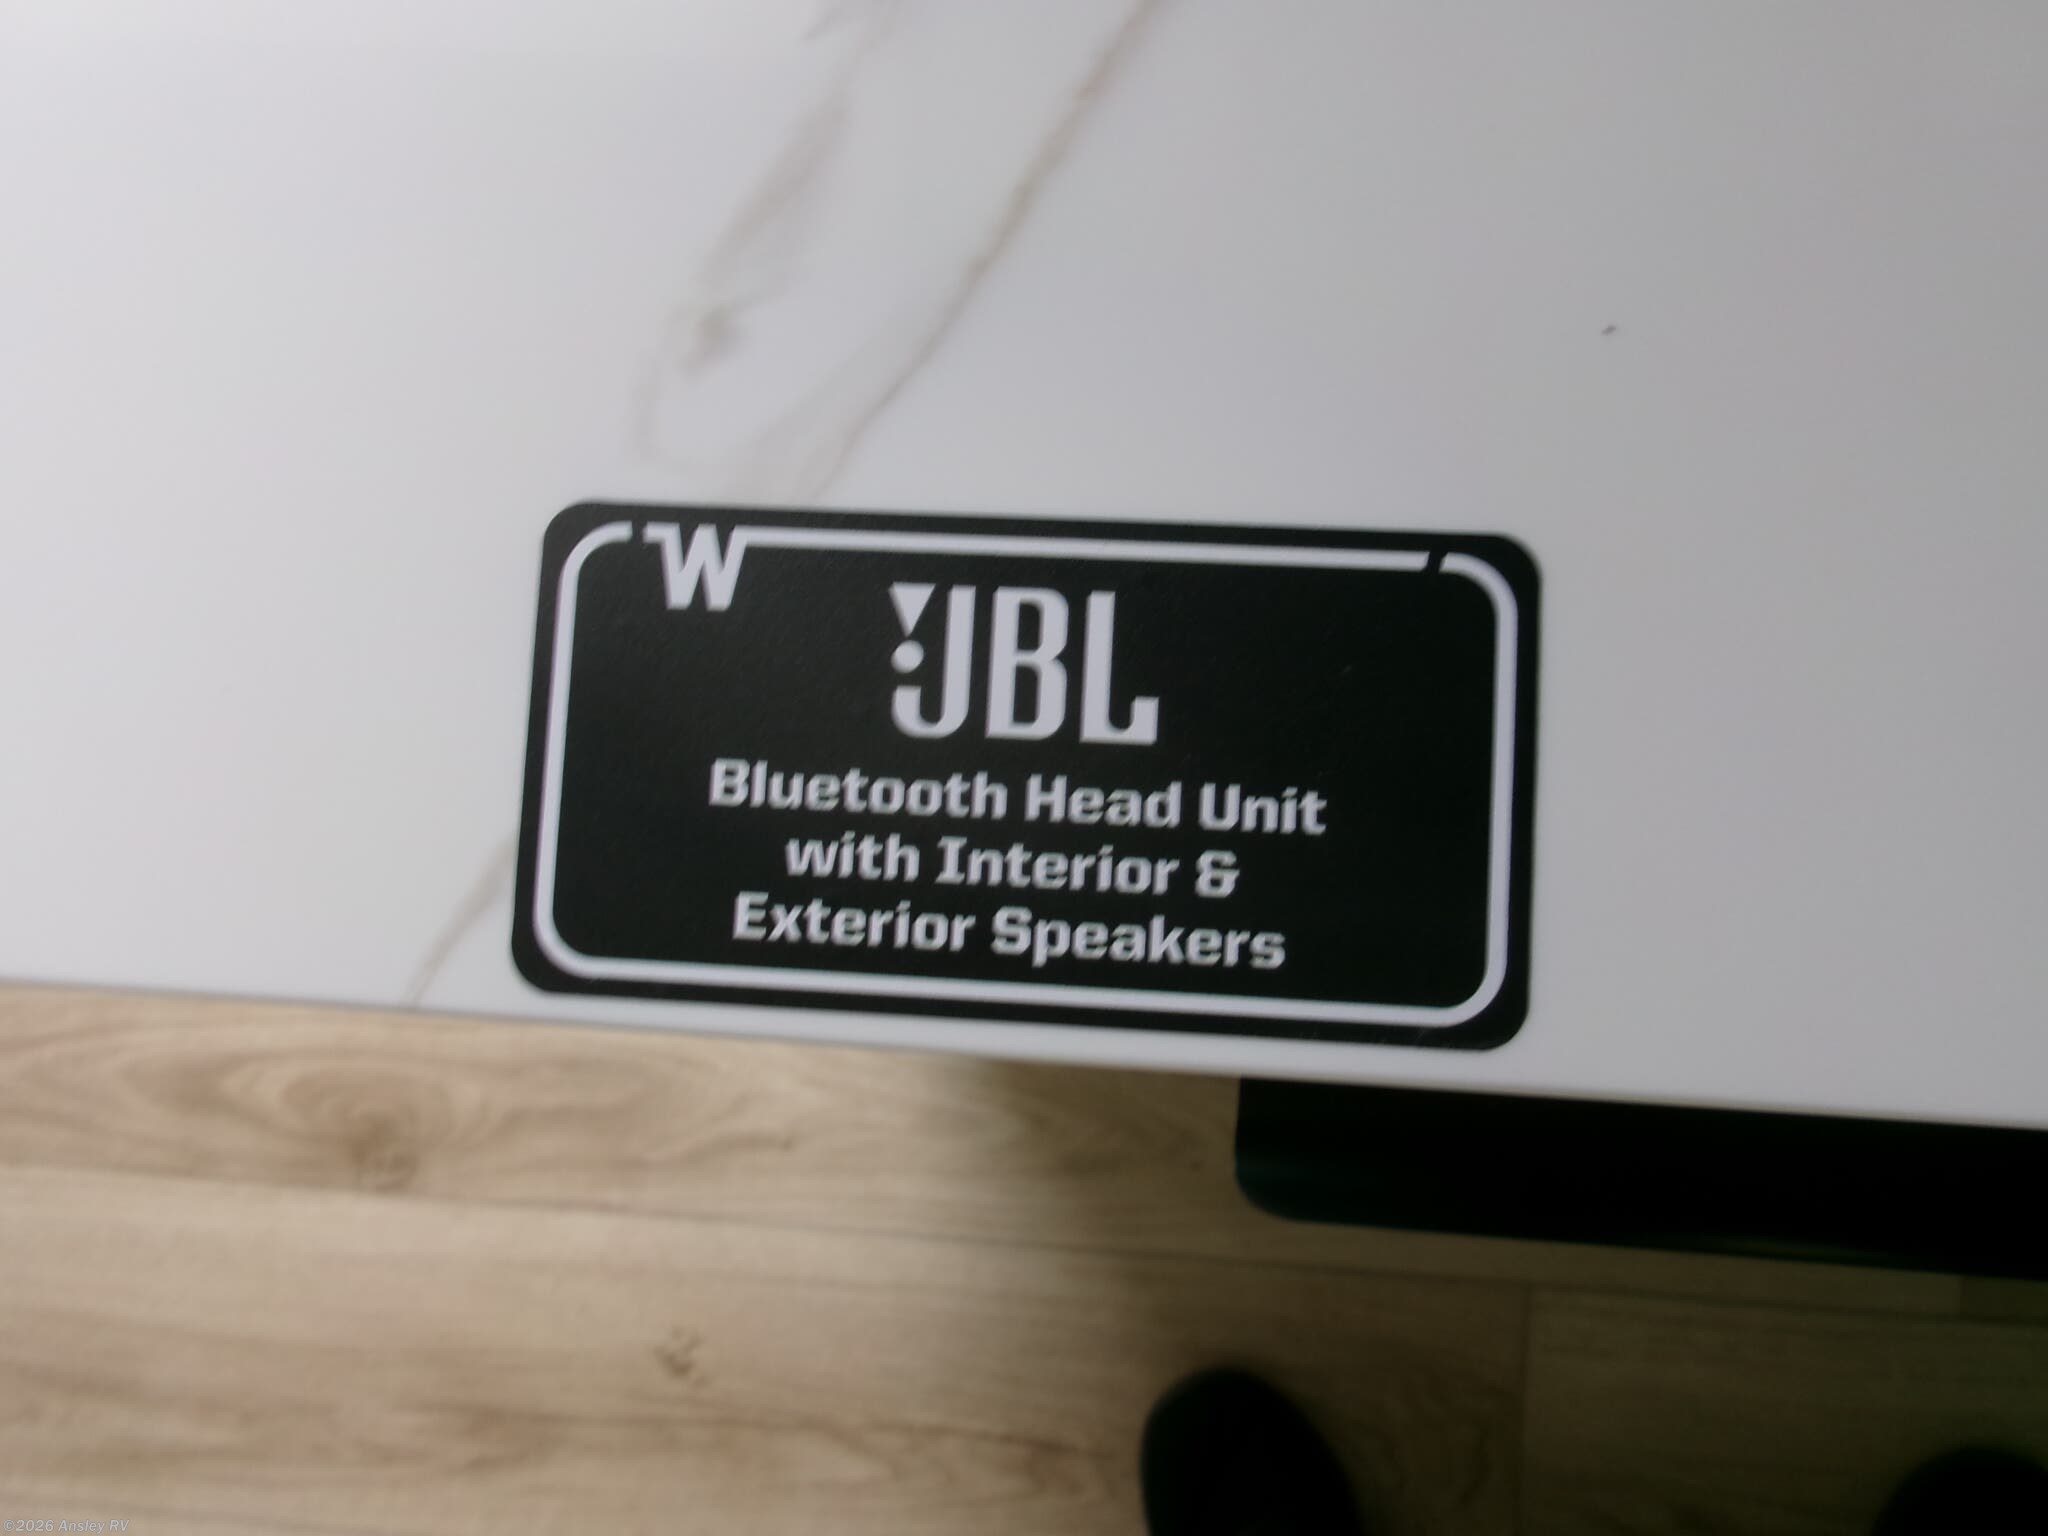 W
JBL
Bluetooth Head Unit
with Interior &
Exterior Speakers
©2026 Ansley RV